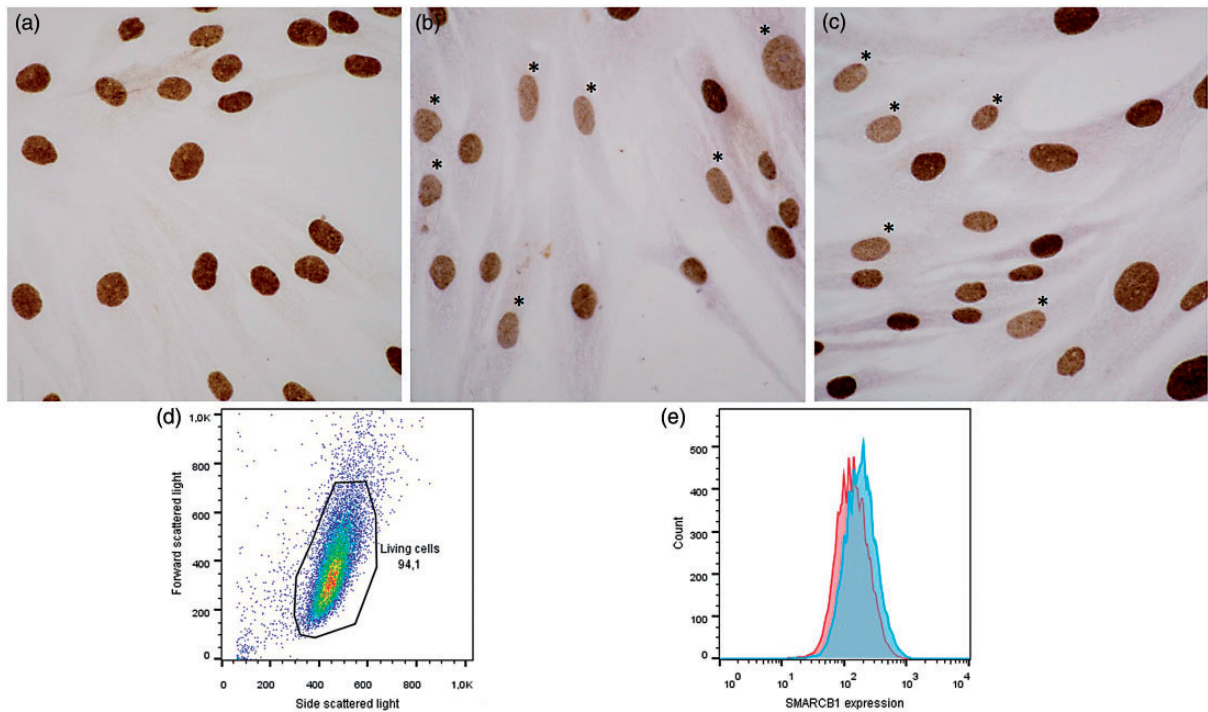 (a)
(b)
(c)
*
*
*
*
*
*
*
*
*
*
*
*
(d)
1,0K
800
600
400
200
0
Forward scattered light
Living cells
94,1
0
200
400
600
800
1,0K
Side scattered light
(e)
500
400
300
200
100
0
Count
10^0
10^1
10^2
10^3
10^4
SMARCB1 expression